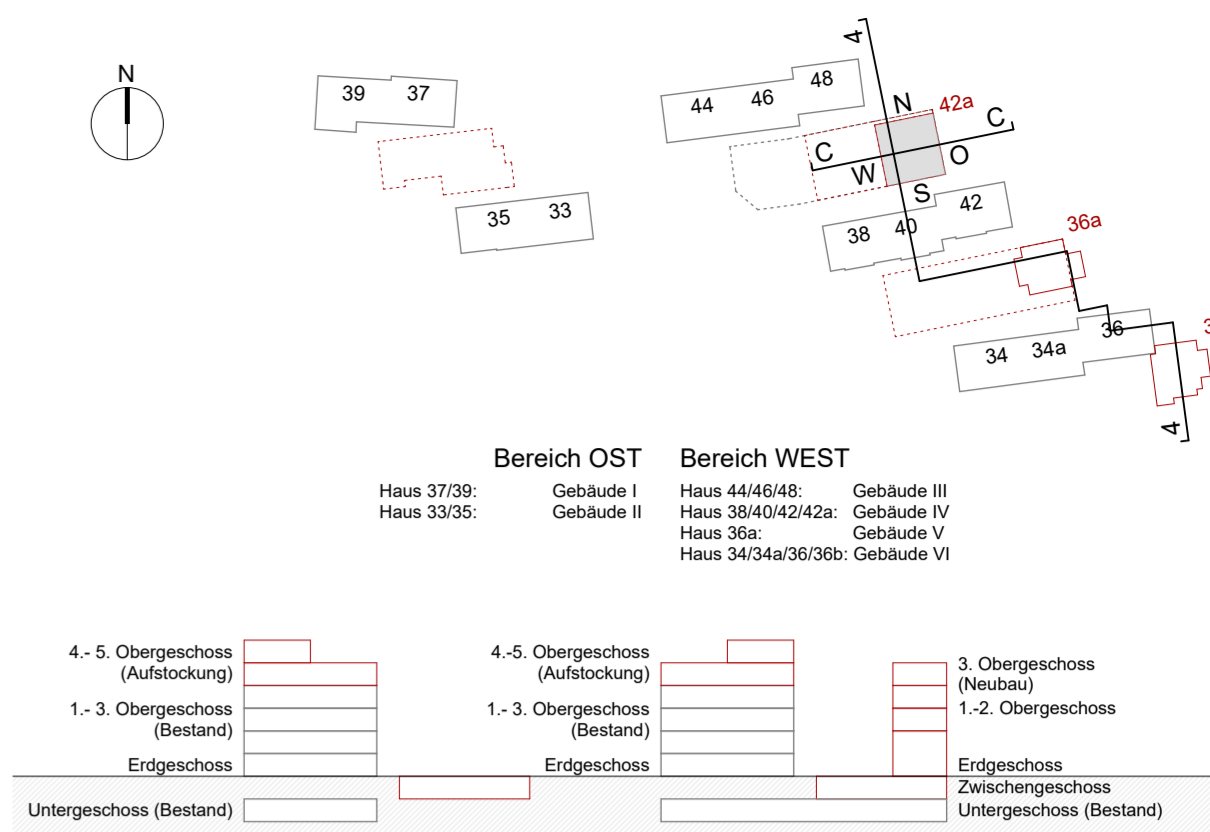 N
39 37
35 33
4
44 46 48
42a
N
C
C
O
W
S
38 40 42
36a
34 34a 36
3
4
Bereich OST
Haus 37/39: Gebäude I
Haus 33/35: Gebäude II
Bereich WEST
Haus 44/46/48: Gebäude III
Haus 38/40/42/42a: Gebäude IV
Haus 36a: Gebäude V
Haus 34/34a/36/36b: Gebäude VI
4.- 5. Obergeschoss
(Aufstockung)
1.- 3. Obergeschoss
(Bestand)
Erdgeschoss
Untergeschoss (Bestand)
4.-5. Obergeschoss
(Aufstockung)
1.- 3. Obergeschoss
(Bestand)
Erdgeschoss
3. Obergeschoss
(Neubau)
1.-2. Obergeschoss
Erdgeschoss
Zwischengeschoss
Untergeschoss (Bestand)